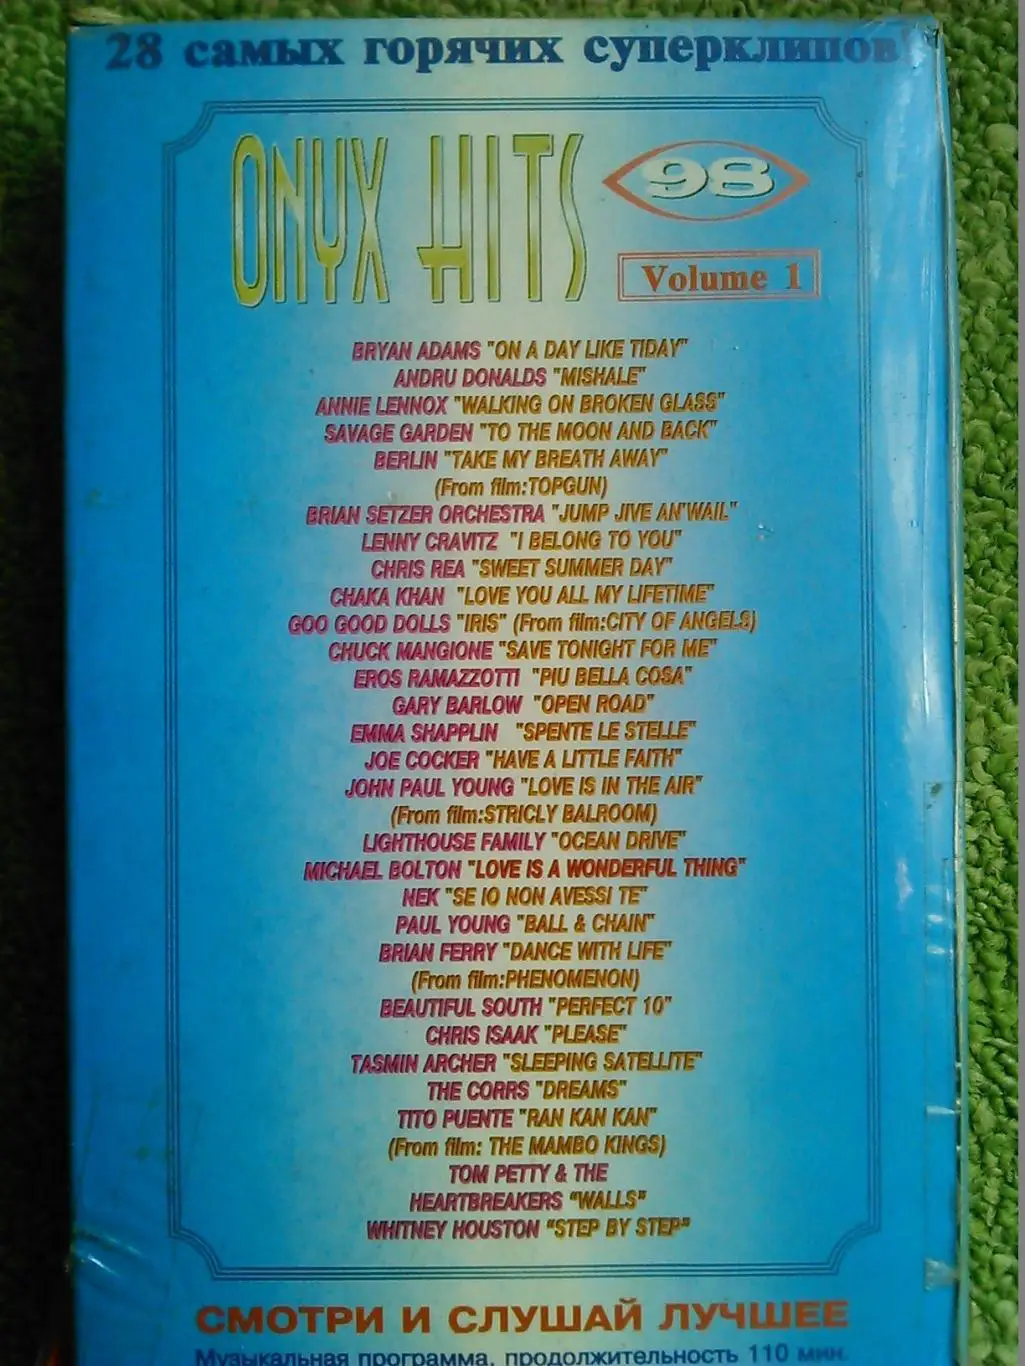 28 самых горячих суперклипов!
ONYX HITS 98
Volume 1
BRYAN ADAMS "ON A DAY LIKE TIDAY"
ANDRU DONALDS "MISHALE"
ANNIE LENNOX "WALKING ON BROKEN GLASS"
SAVAGE GARDEN "TO THE MOON AND BACK"
BERLIN "TAKE MY BREATH AWAY"
(From film:TOPGUN)
BRIAN SETZER ORCHESTRA "JUMP JIVE AN'WAIL"
LENNY CRAVITZ "I BELONG TO YOU"
CHRIS REA "SWEET SUMMER DAY"
CHAKA KHAN "LOVE YOU ALL MY LIFETIME"
GOO GOOD DOLLS "IRIS" (From film:CITY OF ANGELS)
CHUCK MANGIONE "SAVE TONIGHT FOR ME"
EROS RAMAZZOTTI "PIU BELLA COSA"
GARY BARLOW "OPEN ROAD"
EMMA SHAPPLIN "SPENTE LE STELLE"
JOE COCKER "HAVE A LITTLE FAITH"
JOHN PAUL YOUNG "LOVE IS IN THE AIR"
(From film:STRICLY BALROOM)
LIGHTHOUSE FAMILY "OCEAN DRIVE"
MICHAEL BOLTON "LOVE IS A WONDERFUL THING"
NEK "SE IO NON AVESSI TE"
PAUL YOUNG "BALL & CHAIN"
BRIAN FERRY "DANCE WITH LIFE"
(From film:PHENOMENON)
BEAUTIFUL SOUTH "PERFECT 10"
CHRIS ISAAK "PLEASE"
TASMIN ARCHER "SLEEPING SATELLITE"
THE CORRS "DREAMS"
TITO PUENTE "RAN KAN KAN"
(From film: THE MAMBO KINGS)
TOM PETTY & THE
HEARTBREAKERS "WALLS"
WHITNEY HOUSTON "STEP BY STEP"
СМОТРИ И СЛУШАЙ ЛУЧШЕЕ
Музыкальная программа, продолжительность 110 мин.